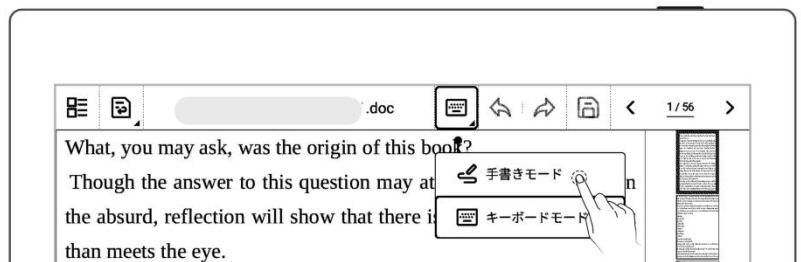 .doc
1 / 56
What, you may ask, was the origin of this book?
Though the answer to this question may at n
the absurd, reflection will show that there is
than meets the eye.
手書きモード
キーボードモード